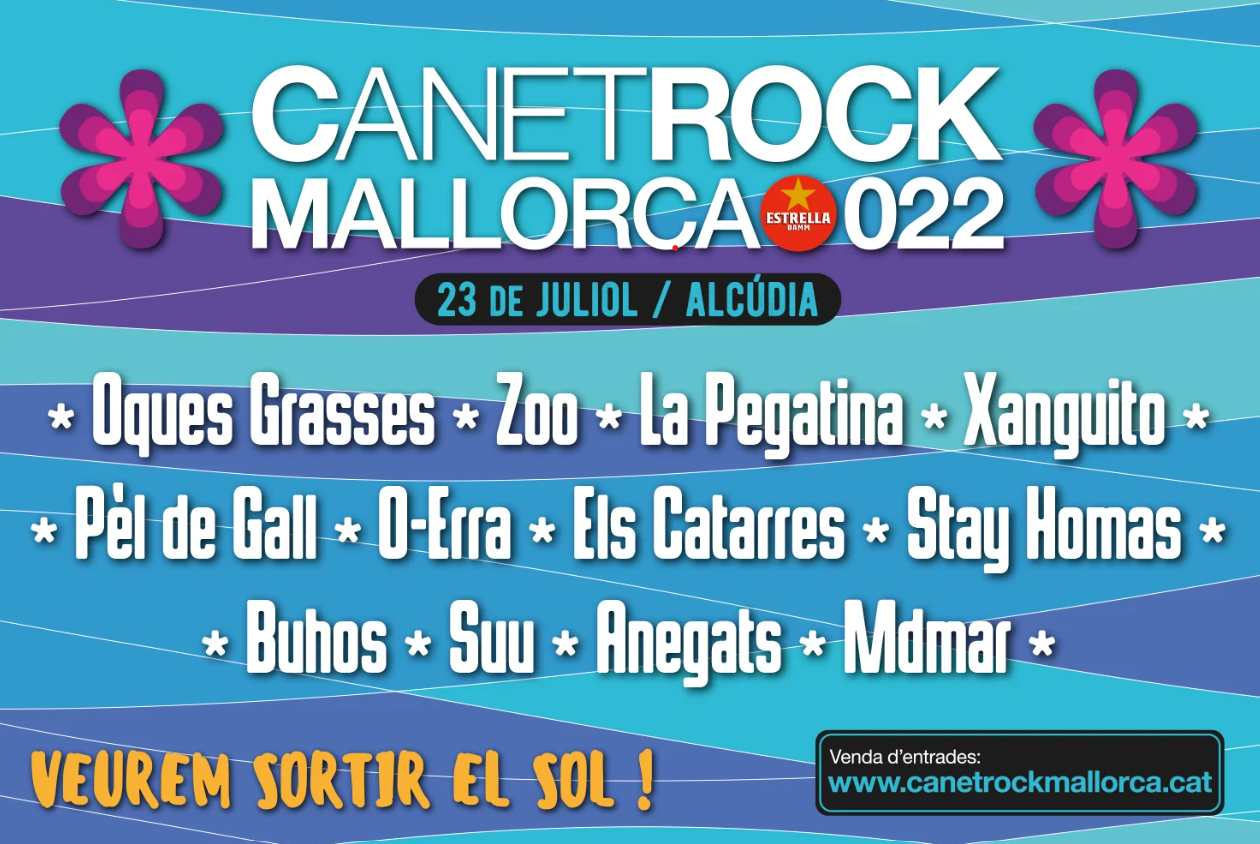 CANETROCK
MALLORCA ESTRELLA DAMM 022
23 DE JULIOL / ALCÚDIA
* Oques Grasses * Zoo * La Pegatina * Xanguito *
* Pèl de Gall * O-Erra * Els Catarres * Stay Homas *
* Buhos * Suu * Anegats * Mdmar *
VEUREM SORTIR EL SOL !
Venda d'entrades:
www.canetrockmallorca.cat